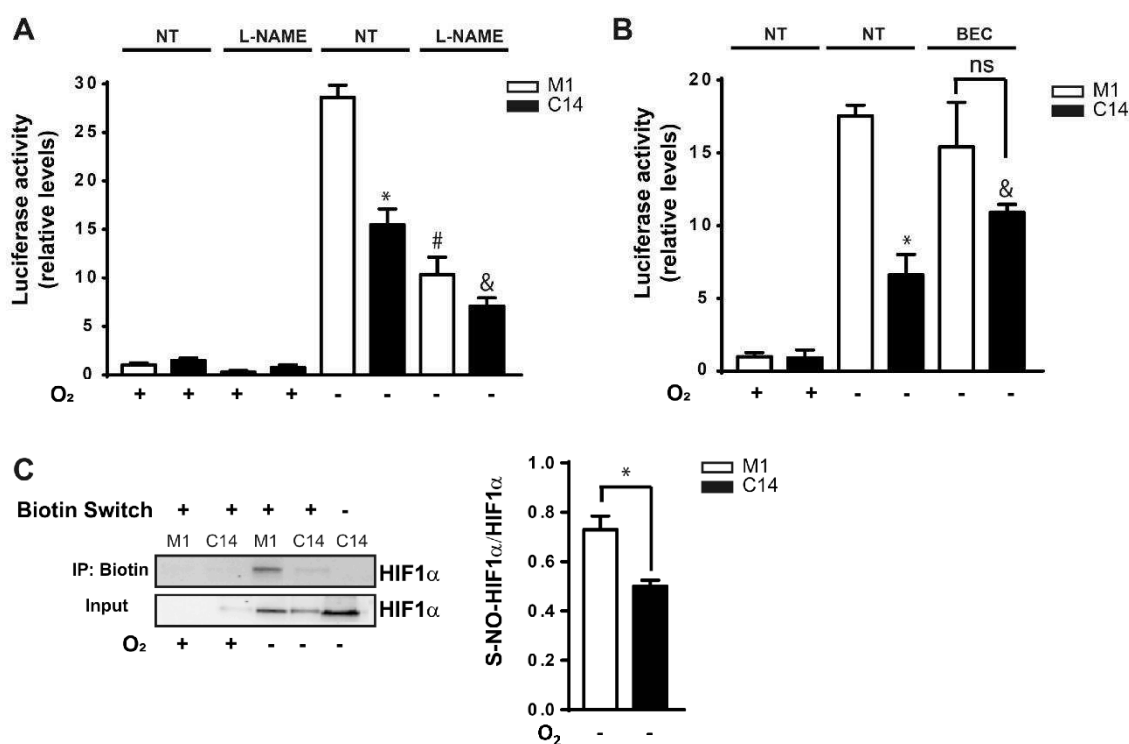 A
NT L-NAME NT L-NAME
M1
C14
Luciferase activity
(relative levels)
30
25
20
15
10
5
0
*
#
&
O₂ + + + + - - - -
B
NT NT BEC
ns
M1
C14
Luciferase activity
(relative levels)
20
15
10
5
0
*
&
O₂ + + - - - -
C
Biotin Switch + + + + -
M1 C14 M1 C14 C14
IP: Biotin HIF1α
Input HIF1α
O₂ + + - - -
M1
C14
S-NO-HIF1α/HIF1α
1.0
0.8
0.6
0.4
0.2
0.0
*
O₂ - -